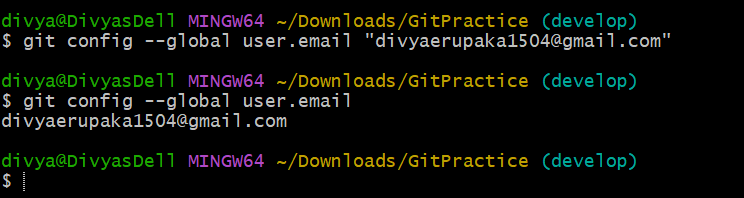 divya@DivyasDell MINGW64 ~/Downloads/GitPractice (develop)
$ git config --global user.email "divyaerupaka1504@gmail.com"
divya@DivyasDell MINGW64 ~/Downloads/GitPractice (develop)
$ git config --global user.email
divyaerupaka1504@gmail.com
divya@DivyasDell MINGW64 ~/Downloads/GitPractice (develop)
$